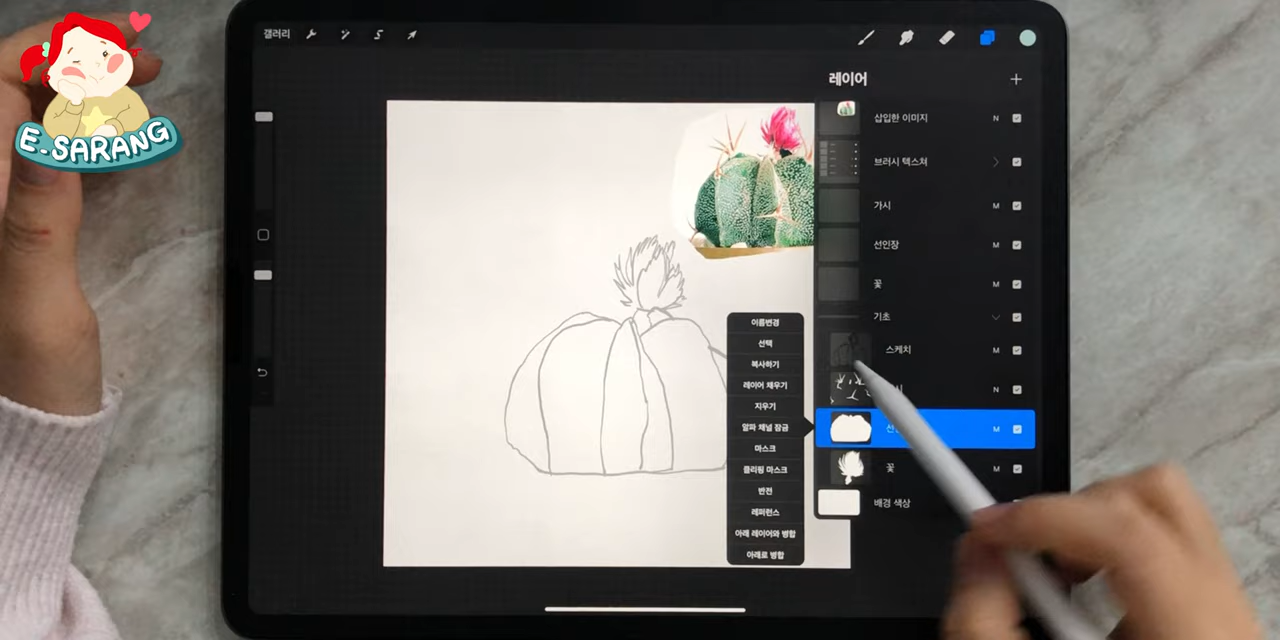 E.SARANG
갤러리
레이어
삽입한 이미지 N
브러시 텍스쳐
가시 M
선인장 M
꽃 M
기초
스케치 M
N
M
꽃 M
배경 색상
이름변경
선택
복사하기
레이어 채우기
지우기
알파 채널 잠금
마스크
클리핑 마스크
반전
레퍼런스
아래 레이어와 병합
아래로 병합